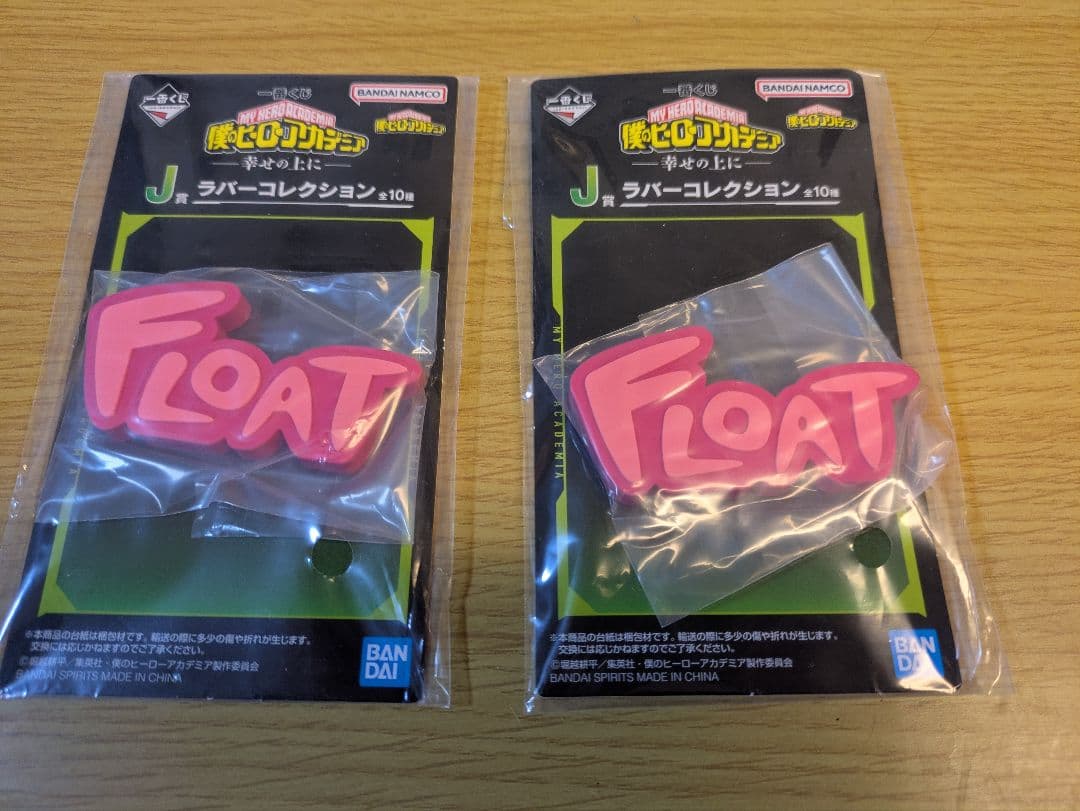 一番くじ
一番くじ
BANDAI NAMCO
MY HERO ACADEMIA
僕のヒーローアカデミア
僕のヒーローアカデミア
幸せの上に
J賞 ラバーコレクション 全10種
FLOAT
※本商品の台紙は梱包材です。輸送の際に多少の傷や折れが生じます。
交換には応じかねますのでご了承ください。
©堀越耕平／集英社・僕のヒーローアカデミア製作委員会
BANDAI SPIRITS MADE IN CHINA
BAN
DAI
一番くじ
一番くじ
BANDAI NAMCO
MY HERO ACADEMIA
僕のヒーローアカデミア
僕のヒーローアカデミア
幸せの上に
J賞 ラバーコレクション 全10種
MY HERO ACADEMIA
FLOAT
※本商品の台紙は梱包材です。輸送の際に多少の傷や折れが生じます。
交換には応じかねますのでご了承ください。
©堀越耕平／集英社・僕のヒーローアカデミア製作委員会
BANDAI SPIRITS MADE IN CHINA
BAN
DAI